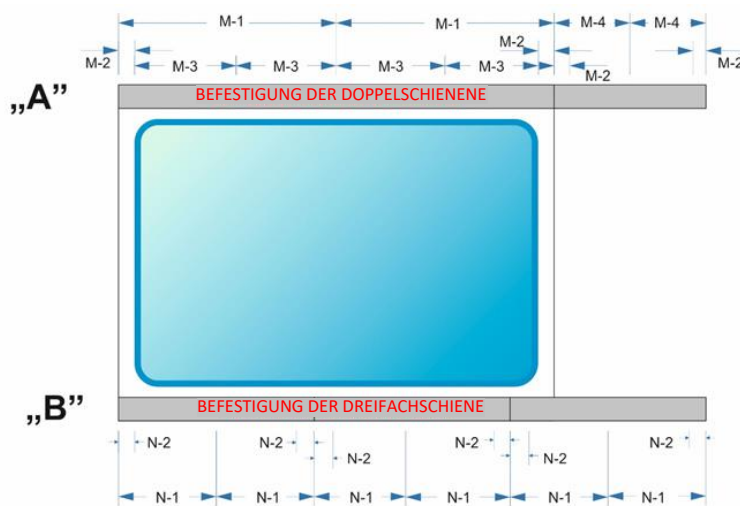 M-1 M-1 M-4 M-4
M-2 M-3 M-3 M-3 M-2 M-3 M-2 M-2
„A” BEFESTIGUNG DER DOPPELSCHIENENE
„B” BEFESTIGUNG DER DREIFACHSCHIENE
N-2 N-2 N-2 N-2 N-2 N-2
N-1 N-1 N-1 N-1 N-1 N-1